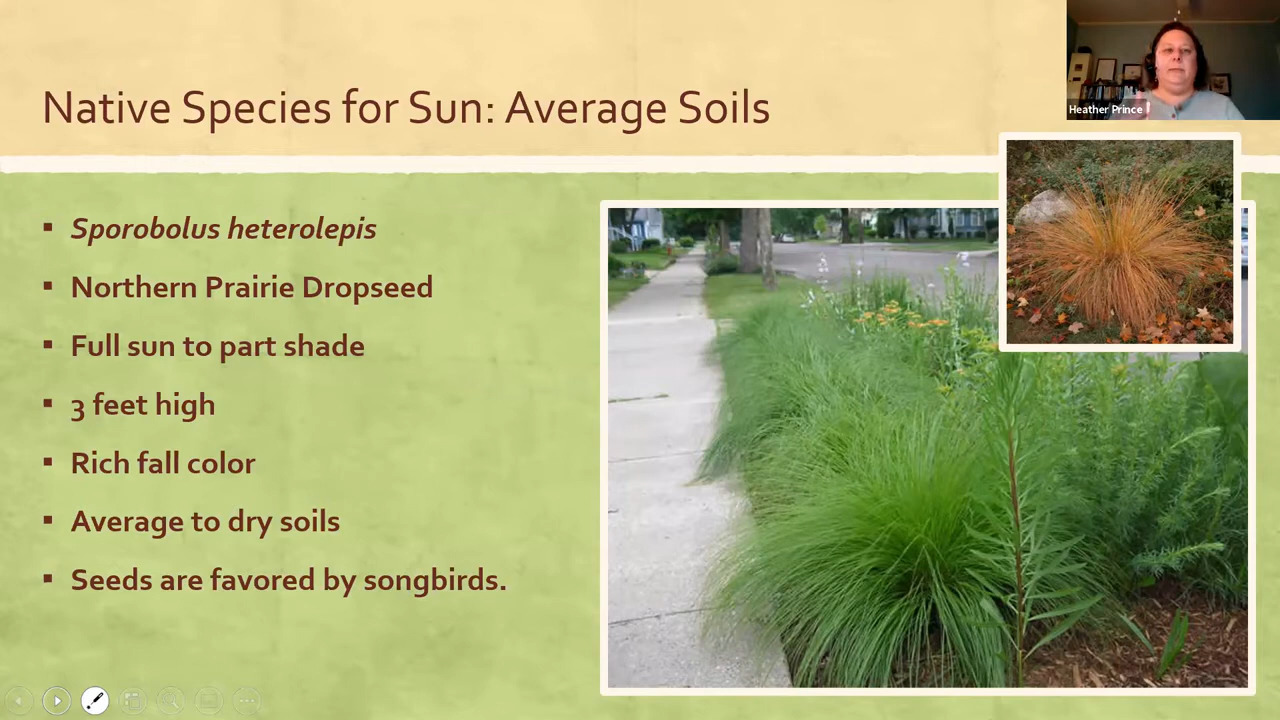 Native Species for Sun: Average Soils
Heather Prince
▪ Sporobolus heterolepis
▪ Northern Prairie Dropseed
▪ Full sun to part shade
▪ 3 feet high
▪ Rich fall color
▪ Average to dry soils
▪ Seeds are favored by songbirds.